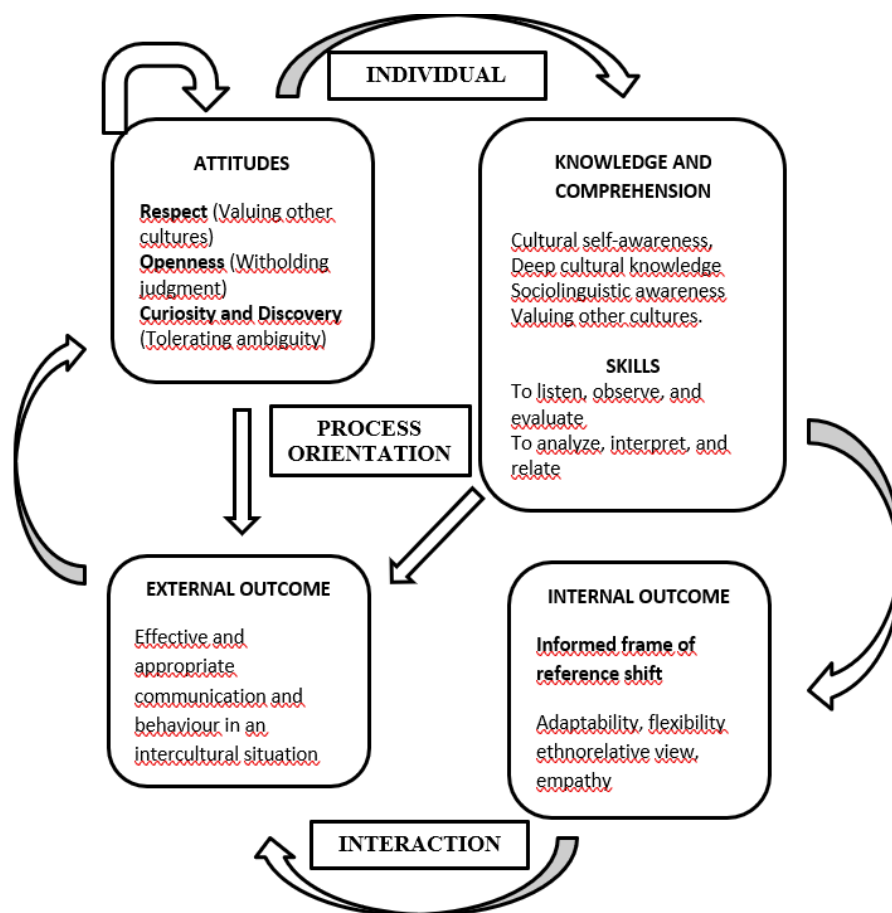 INDIVIDUAL
ATTITUDES
Respect (Valuing other
cultures)
Openness (Witholding
judgment)
Curiosity and Discovery
(Tolerating ambiguity)
KNOWLEDGE AND
COMPREHENSION
Cultural self-awareness,
Deep cultural knowledge
Sociolinguistic awareness
Valuing other cultures.
SKILLS
To listen, observe, and
evaluate
To analyze, interpret, and
relate
PROCESS
ORIENTATION
EXTERNAL OUTCOME
Effective and
appropriate
communication and
behaviour in an
intercultural situation
INTERNAL OUTCOME
Informed frame of
reference shift
Adaptability, flexibility
ethnorelative view,
empathy
INTERACTION